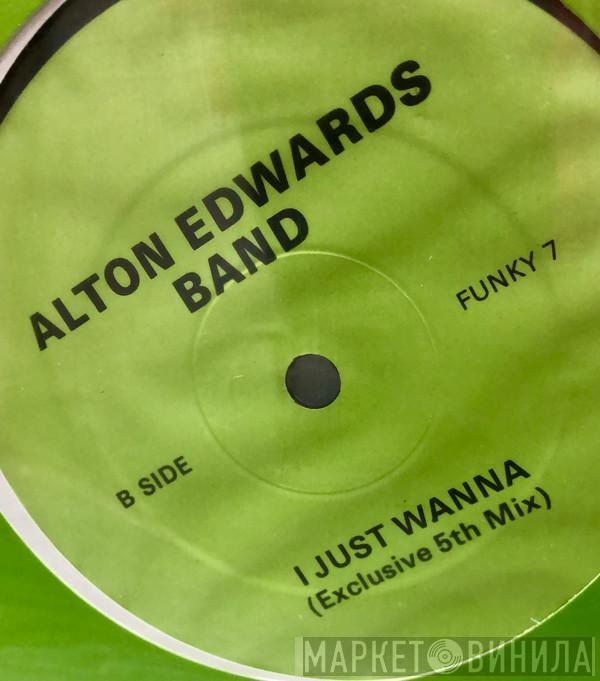 ALTON EDWARDS
BAND
FUNKY 7
B SIDE
I JUST WANNA
(Exclusive 5th Mix)
МАРКЕТ ВИНИЛА